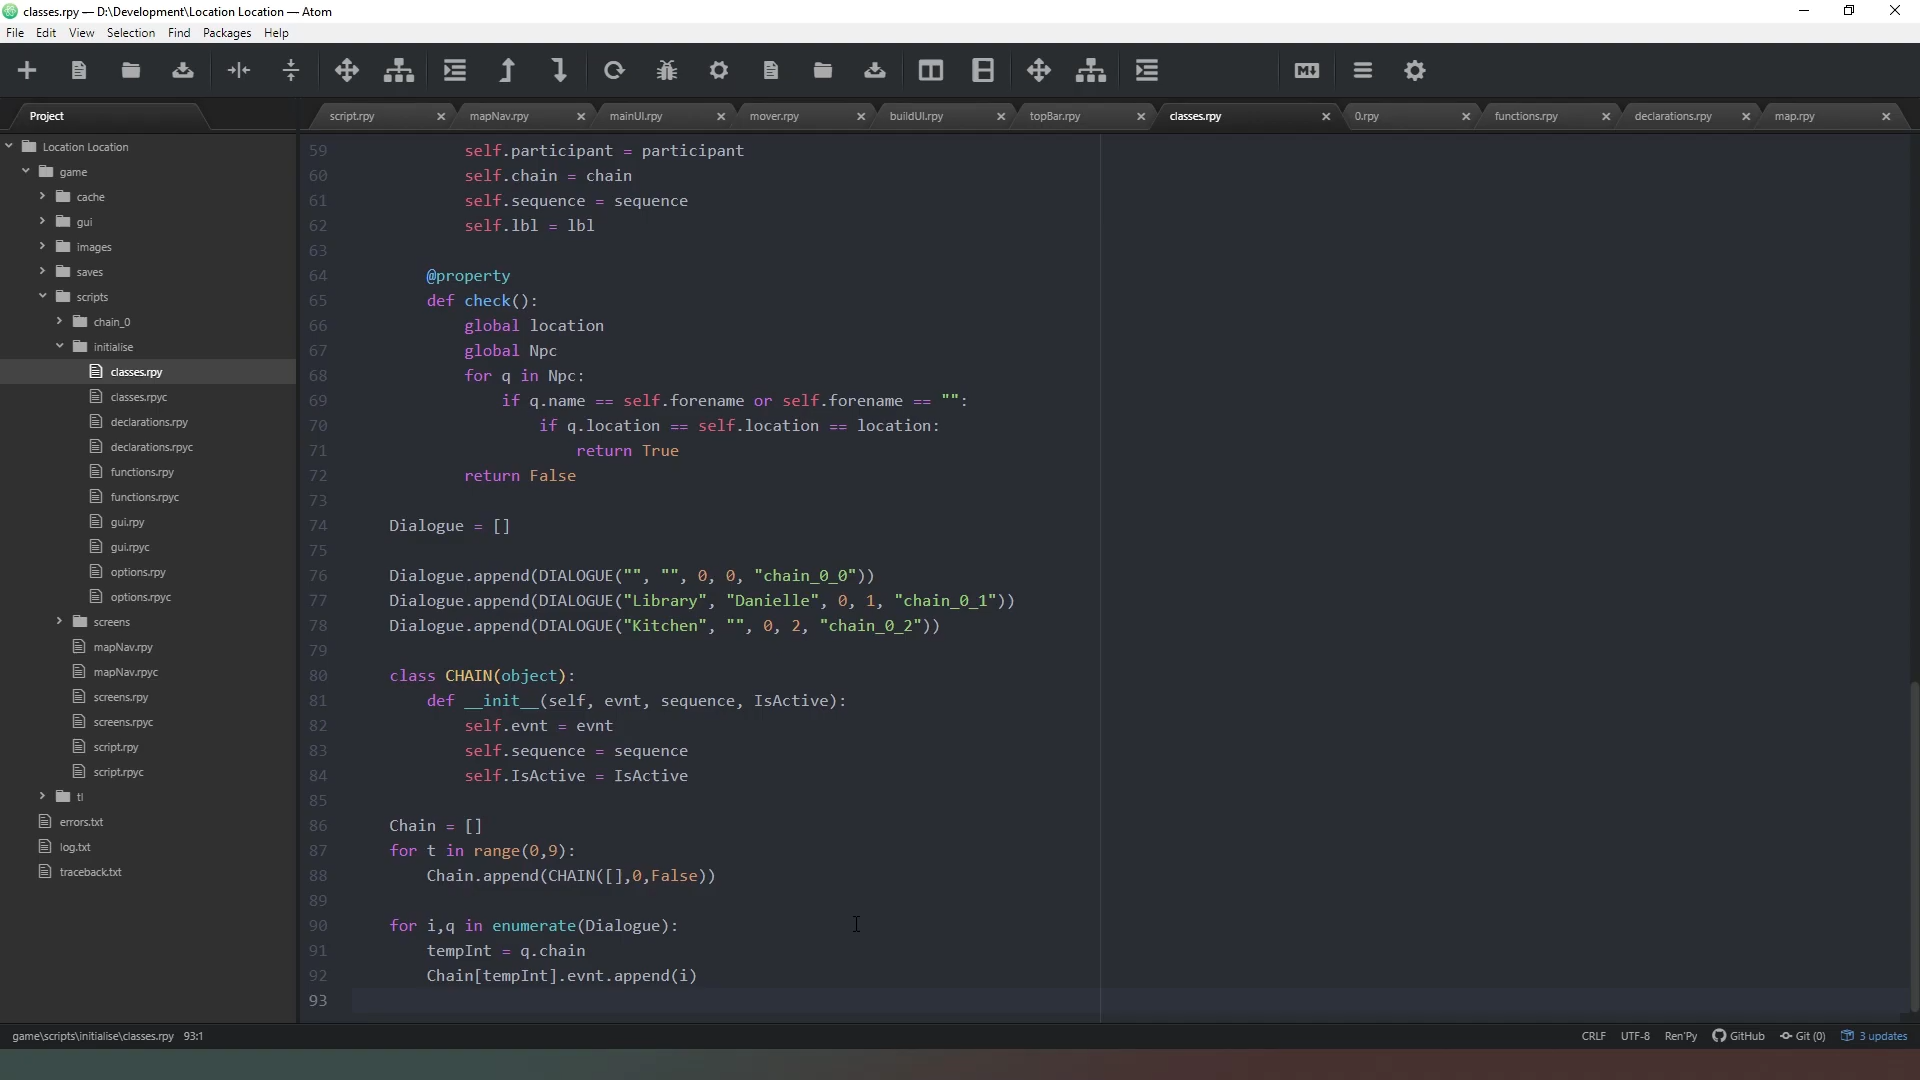 classes.rpy — D:\Development\Location Location — Atom
File Edit View Selection Find Packages Help
Project
script.rpy mapNav.rpy mainUI.rpy mover.rpy buildUI.rpy topBar.rpy classes.rpy 0.rpy functions.rpy declarations.rpy map.rpy
Location Location
game
cache
gui
images
saves
scripts
chain_0
initialise
classes.rpy
classes.rpyc
declarations.rpy
declarations.rpyc
functions.rpy
functions.rpyc
gui.rpy
gui.rpyc
options.rpy
options.rpyc
screens
mapNav.rpy
mapNav.rpyc
screens.rpy
screens.rpyc
script.rpy
script.rpyc
tl
errors.txt
log.txt
traceback.txt
59 self.participant = participant
60 self.chain = chain
61 self.sequence = sequence
62 self.lbl = lbl
63
64 @property
65 def check():
66 global location
67 global Npc
68 for q in Npc:
69 if q.name == self.forename or self.forename == "":
70 if q.location == self.location == location:
71 return True
72 return False
73
74 Dialogue = []
75
76 Dialogue.append(DIALOGUE("", "", 0, 0, "chain_0_0"))
77 Dialogue.append(DIALOGUE("Library", "Danielle", 0, 1, "chain_0_1"))
78 Dialogue.append(DIALOGUE("Kitchen", "", 0, 2, "chain_0_2"))
79
80 class CHAIN(object):
81 def __init__(self, evnt, sequence, IsActive):
82 self.evnt = evnt
83 self.sequence = sequence
84 self.IsActive = IsActive
85
86 Chain = []
87 for t in range(0,9):
88 Chain.append(CHAIN([],0,False))
89
90 for i,q in enumerate(Dialogue):
91 tempInt = q.chain
92 Chain[tempInt].evnt.append(i)
93
game\scripts\initialise\classes.rpy 93:1 CRLF UTF-8 Ren'Py GitHub Git (0) 3 updates